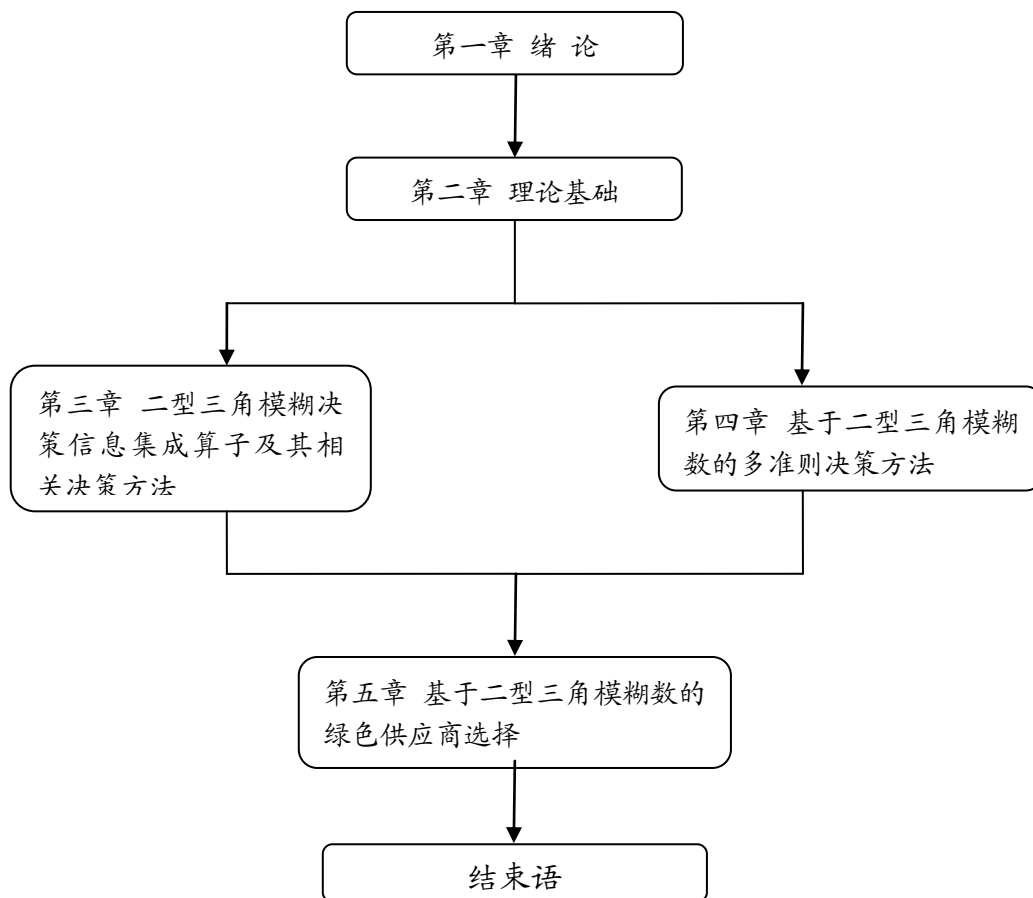 第一章 绪 论
第二章 理论基础
第三章 二型三角模糊决
策信息集成算子及其相
关决策方法
第四章 基于二型三角模糊
数的多准则决策方法
第五章 基于二型三角模糊数的
绿色供应商选择
结束语